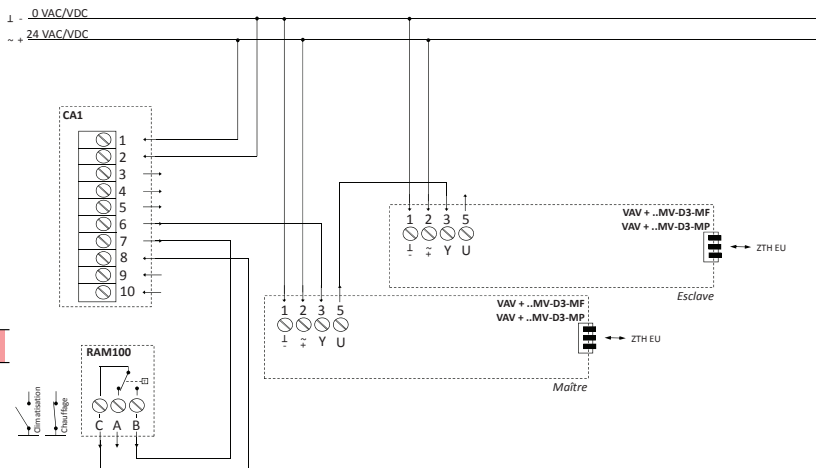 ⊥ - 0 VAC/VDC
~ + 24 VAC/VDC
CA1
1
2
3
4
5
6
7
8
9
10
1 2 3 5
⊥ ~ Y U
- +
VAV + ..MV-D3-MF
VAV + ..MV-D3-MP
ZTH EU
Esclave
1 2 3 5
⊥ ~ Y U
- +
VAV + ..MV-D3-MF
VAV + ..MV-D3-MP
ZTH EU
Maître
RAM100
C A B
Climatisation
Chauffage